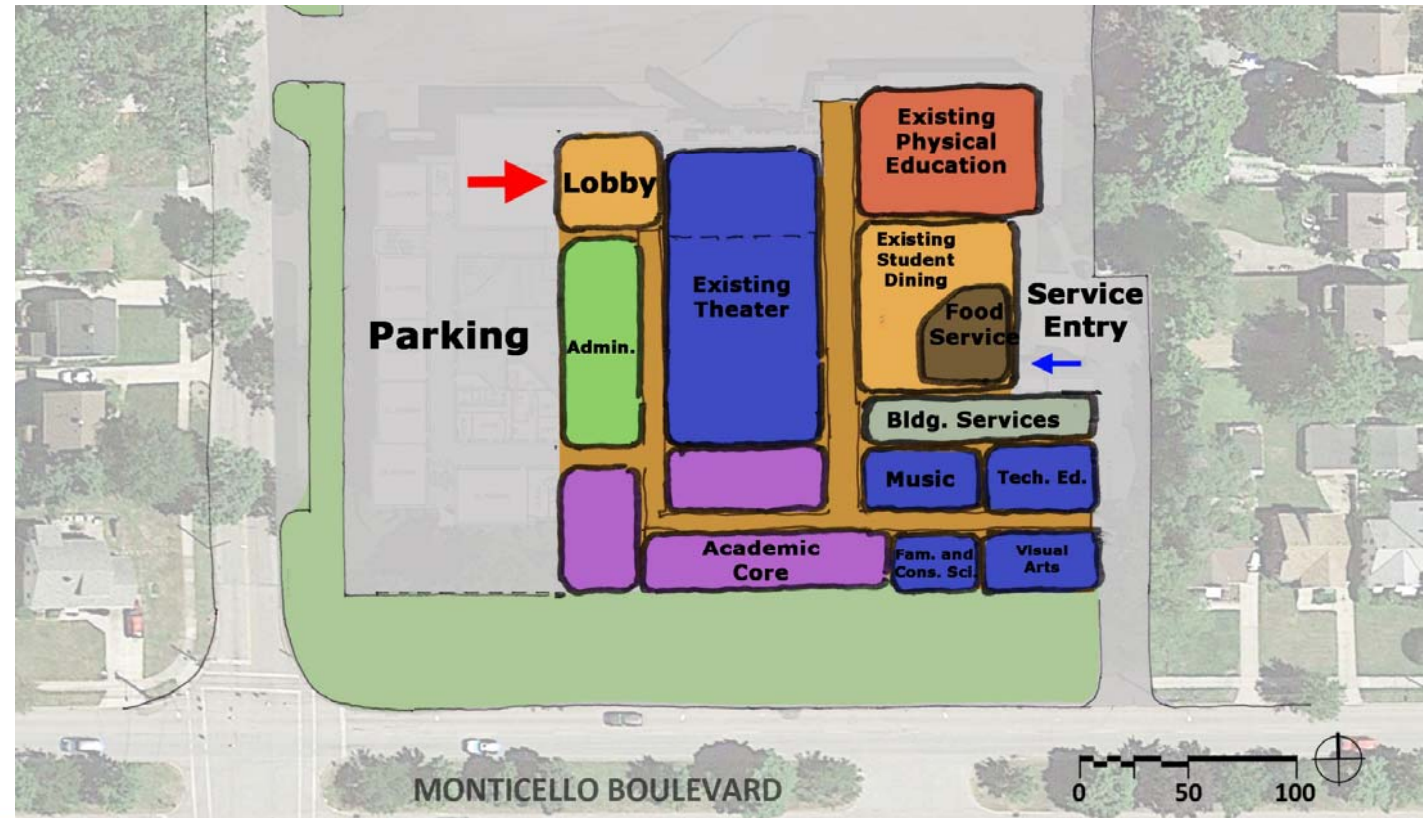 Existing
Physical
Education
Lobby
Existing
Student
Dining
Existing
Theater
Food
Service
Service
Entry
Parking
Admin.
Bldg. Services
Music
Tech. Ed.
Academic
Core
Fam. and
Cons. Sci.
Visual
Arts
MONTICELLO BOULEVARD
0 50 100